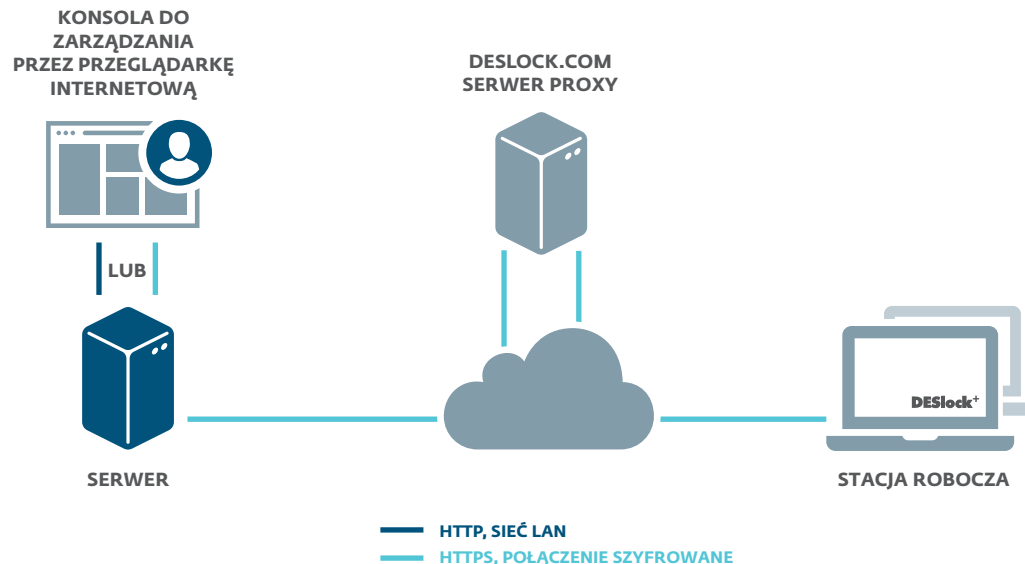 KONSOLA DO
ZARZĄDZANIA
PRZEZ PRZEGLĄDARKĘ
INTERNETOWĄ
DESLOCK.COM
SERWER PROXY
LUB
DESlock+
SERWER
STACJA ROBOCZA
HTTP, SIEĆ LAN
HTTPS, POŁĄCZENIE SZYFROWANE